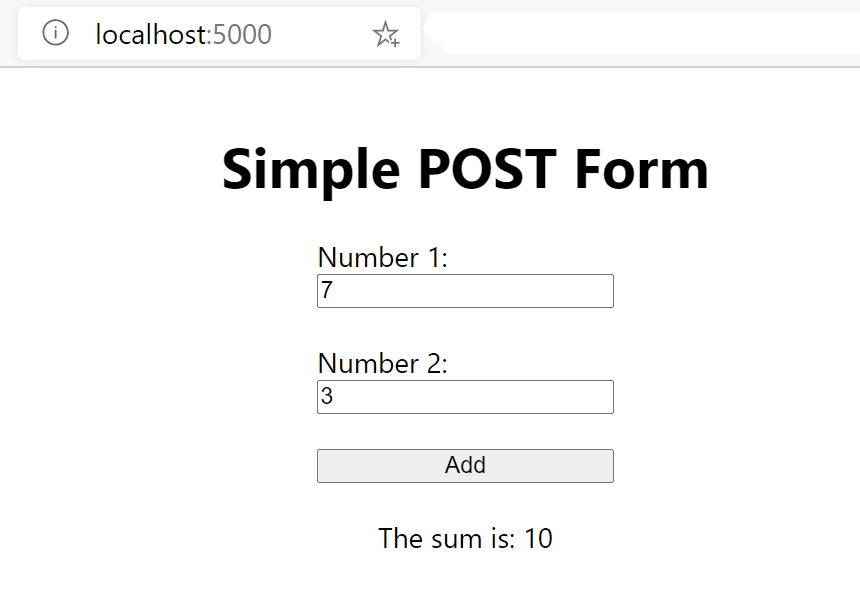 localhost:5000
Simple POST Form
Number 1:
7
Number 2:
3
Add
The sum is: 10